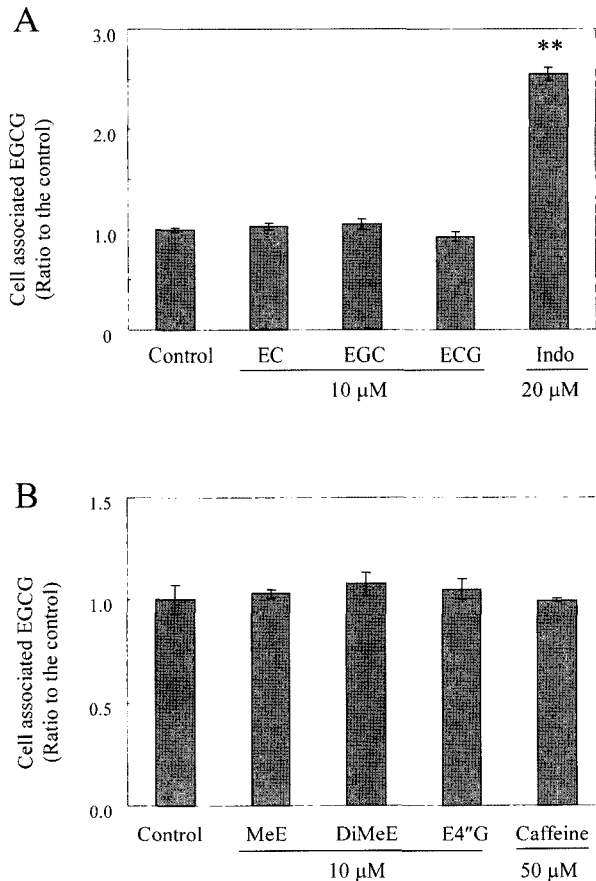 A
3.0
2.0
1.0
0
Cell associated EGCG
(Ratio to the control)
**
Control EC EGC ECG Indo
10 μM 20 μM
B
1.5
1.0
0.5
0.0
Cell associated EGCG
(Ratio to the control)
Control MeE DiMeE E4"G Caffeine
10 μM 50 μM